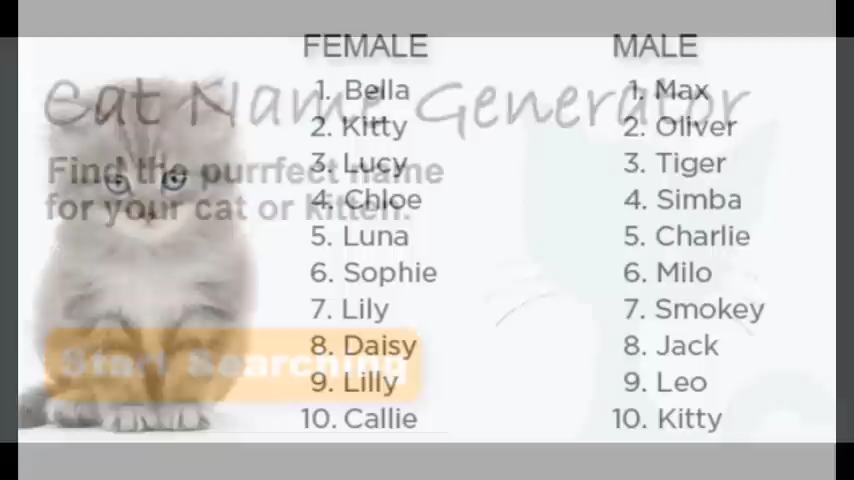 FEMALE
MALE
Cat Name Generator
Find the purrfect name
for your cat or kitten.
Start Searching
1. Bella
2. Kitty
3. Lucy
4. Chloe
5. Luna
6. Sophie
7. Lily
8. Daisy
9. Lilly
10. Callie
1. Max
2. Oliver
3. Tiger
4. Simba
5. Charlie
6. Milo
7. Smokey
8. Jack
9. Leo
10. Kitty